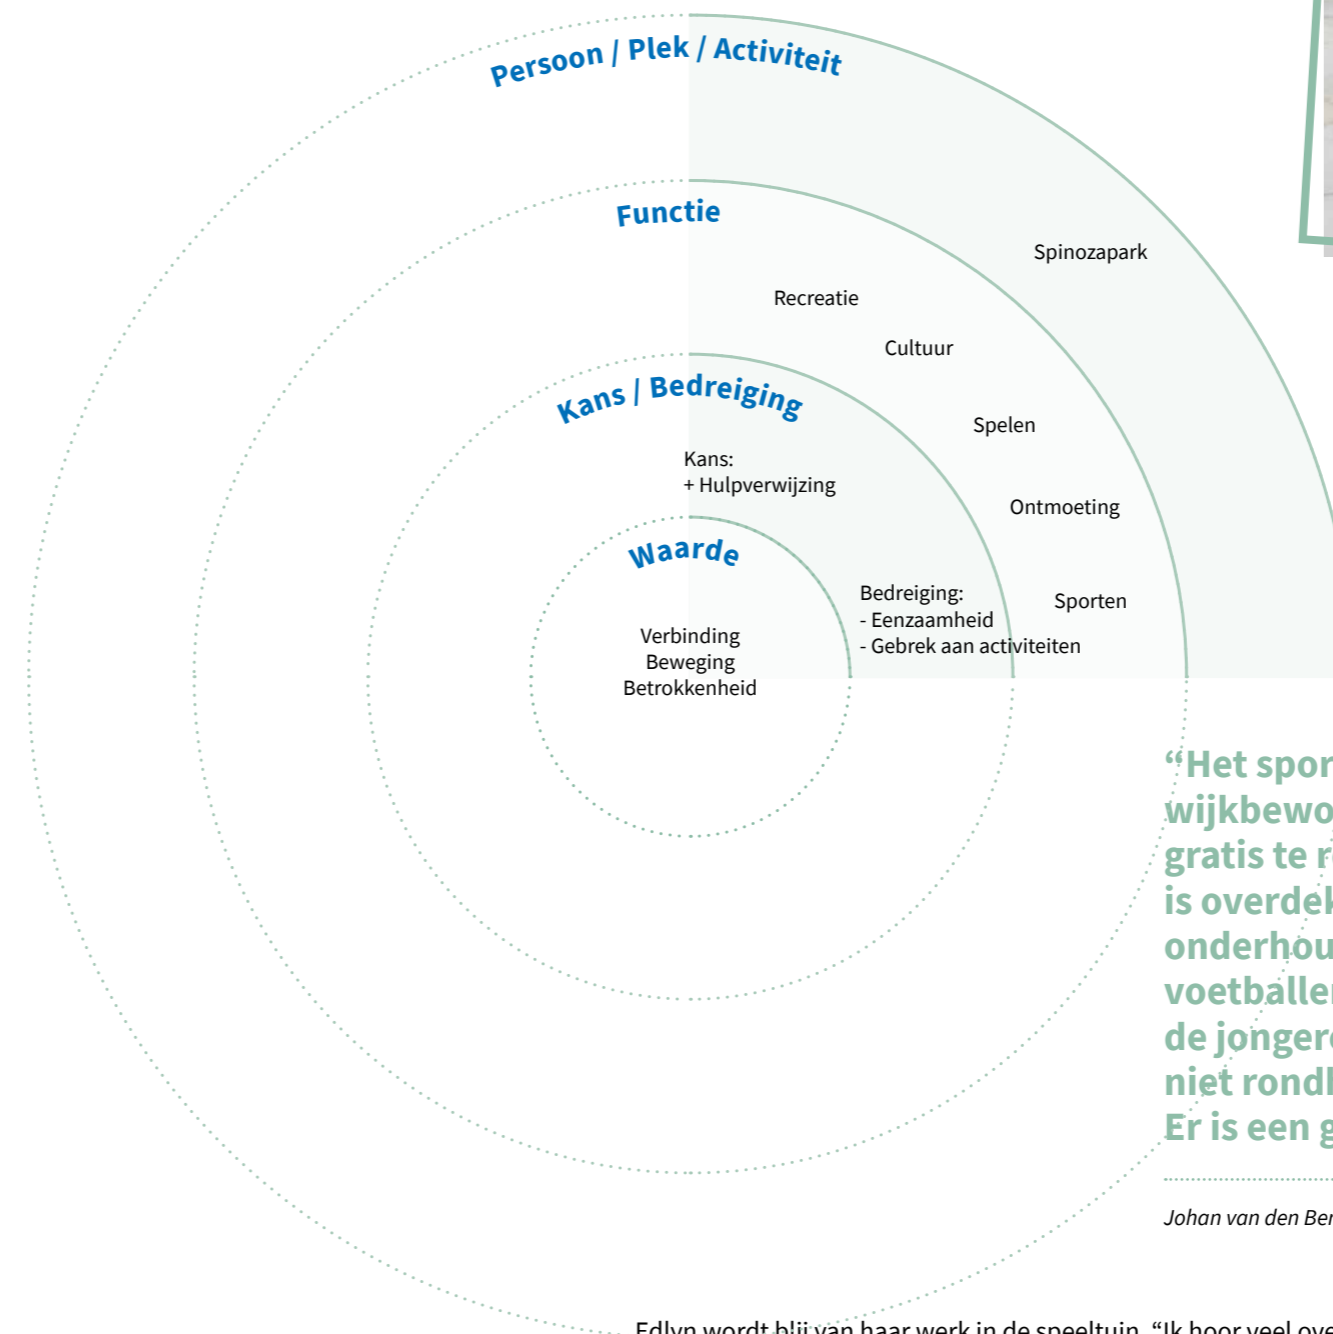 Persoon / Plek / Activiteit
Functie
Spinozapark
Recreatie
Cultuur
Kans / Bedreiging
Spelen
Kans:
+ Hulpverwijzing
Ontmoeting
Waarde
Bedreiging:
- Eenzaamheid
- Gebrek aan activiteiten
Sporten
Verbinding
Beweging
Betrokkenheid
“Het spor
wijkbewo
gratis te r
is overdek
onderhou
voetballe
de jonger
niet rond
Er is een g
Johan van den Ber
Edlyn wordt blij van haar werk in de speeltuin. “Ik hoor veel ove